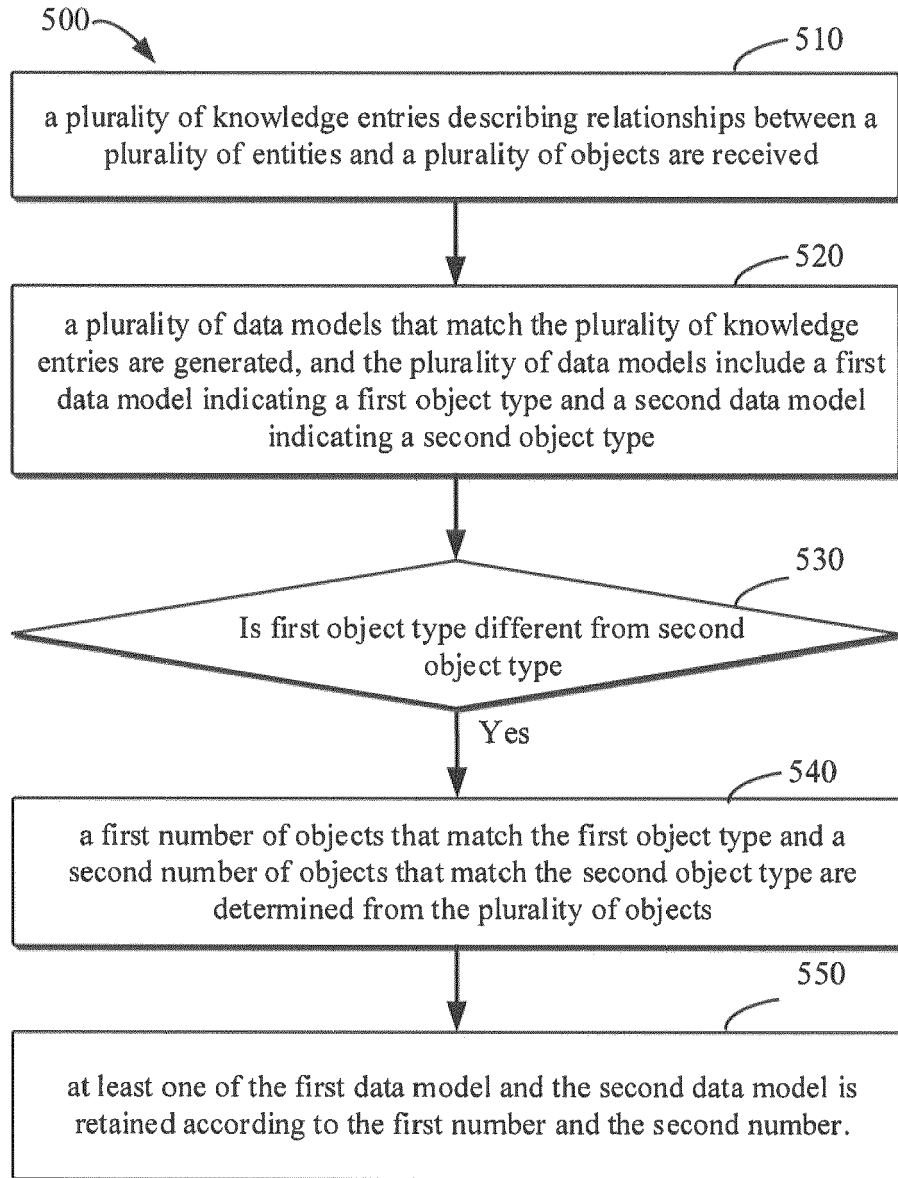 500
510
a plurality of knowledge entries describing relationships between a
plurality of entities and a plurality of objects are received
520
a plurality of data models that match the plurality of knowledge
entries are generated, and the plurality of data models include a first
data model indicating a first object type and a second data model
indicating a second object type
530
Is first object type different from second
object type
Yes
540
a first number of objects that match the first object type and a
second number of objects that match the second object type are
determined from the plurality of objects
550
at least one of the first data model and the second data model is
retained according to the first number and the second number.